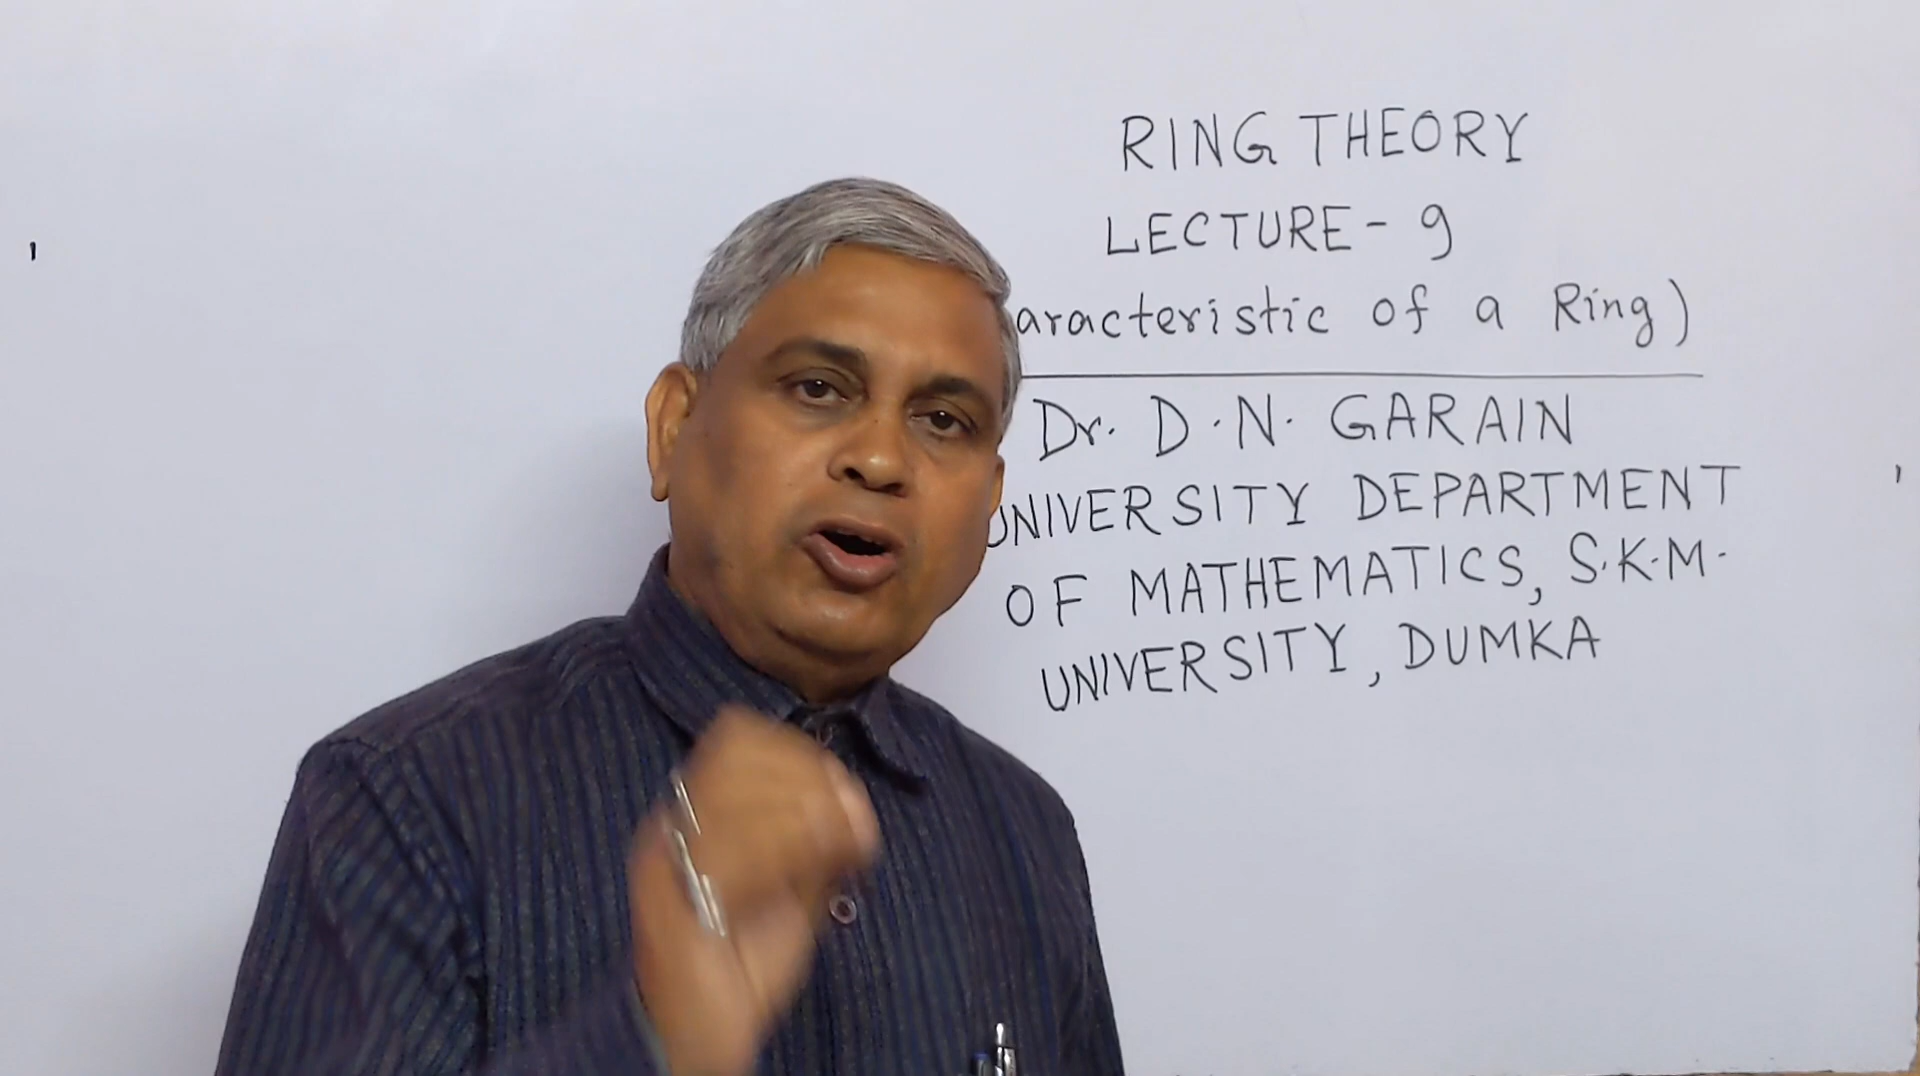 RING THEORY
LECTURE - 9
aracteristic of a Ring)
Dr. D. N. GARAIN
UNIVERSITY DEPARTMENT
OF MATHEMATICS, S.K.M.
UNIVERSITY, DUMKA